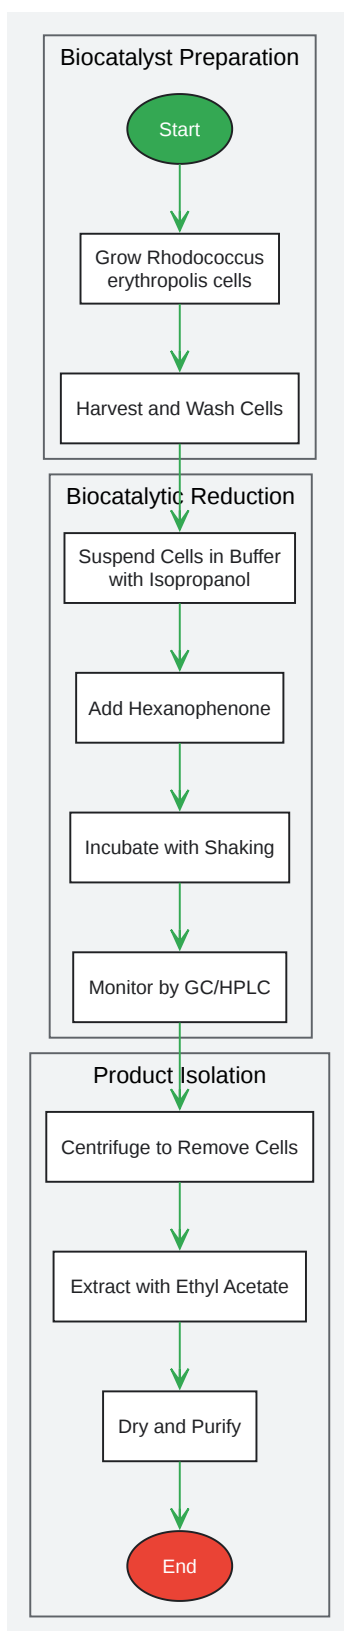 Biocatalyst Preparation
Start
Grow Rhodococcus
erythropolis cells
Harvest and Wash Cells
Biocatalytic Reduction
Suspend Cells in Buffer
with Isopropanol
Add Hexanophenone
Incubate with Shaking
Monitor by GC/HPLC
Product Isolation
Centrifuge to Remove Cells
Extract with Ethyl Acetate
Dry and Purify
End